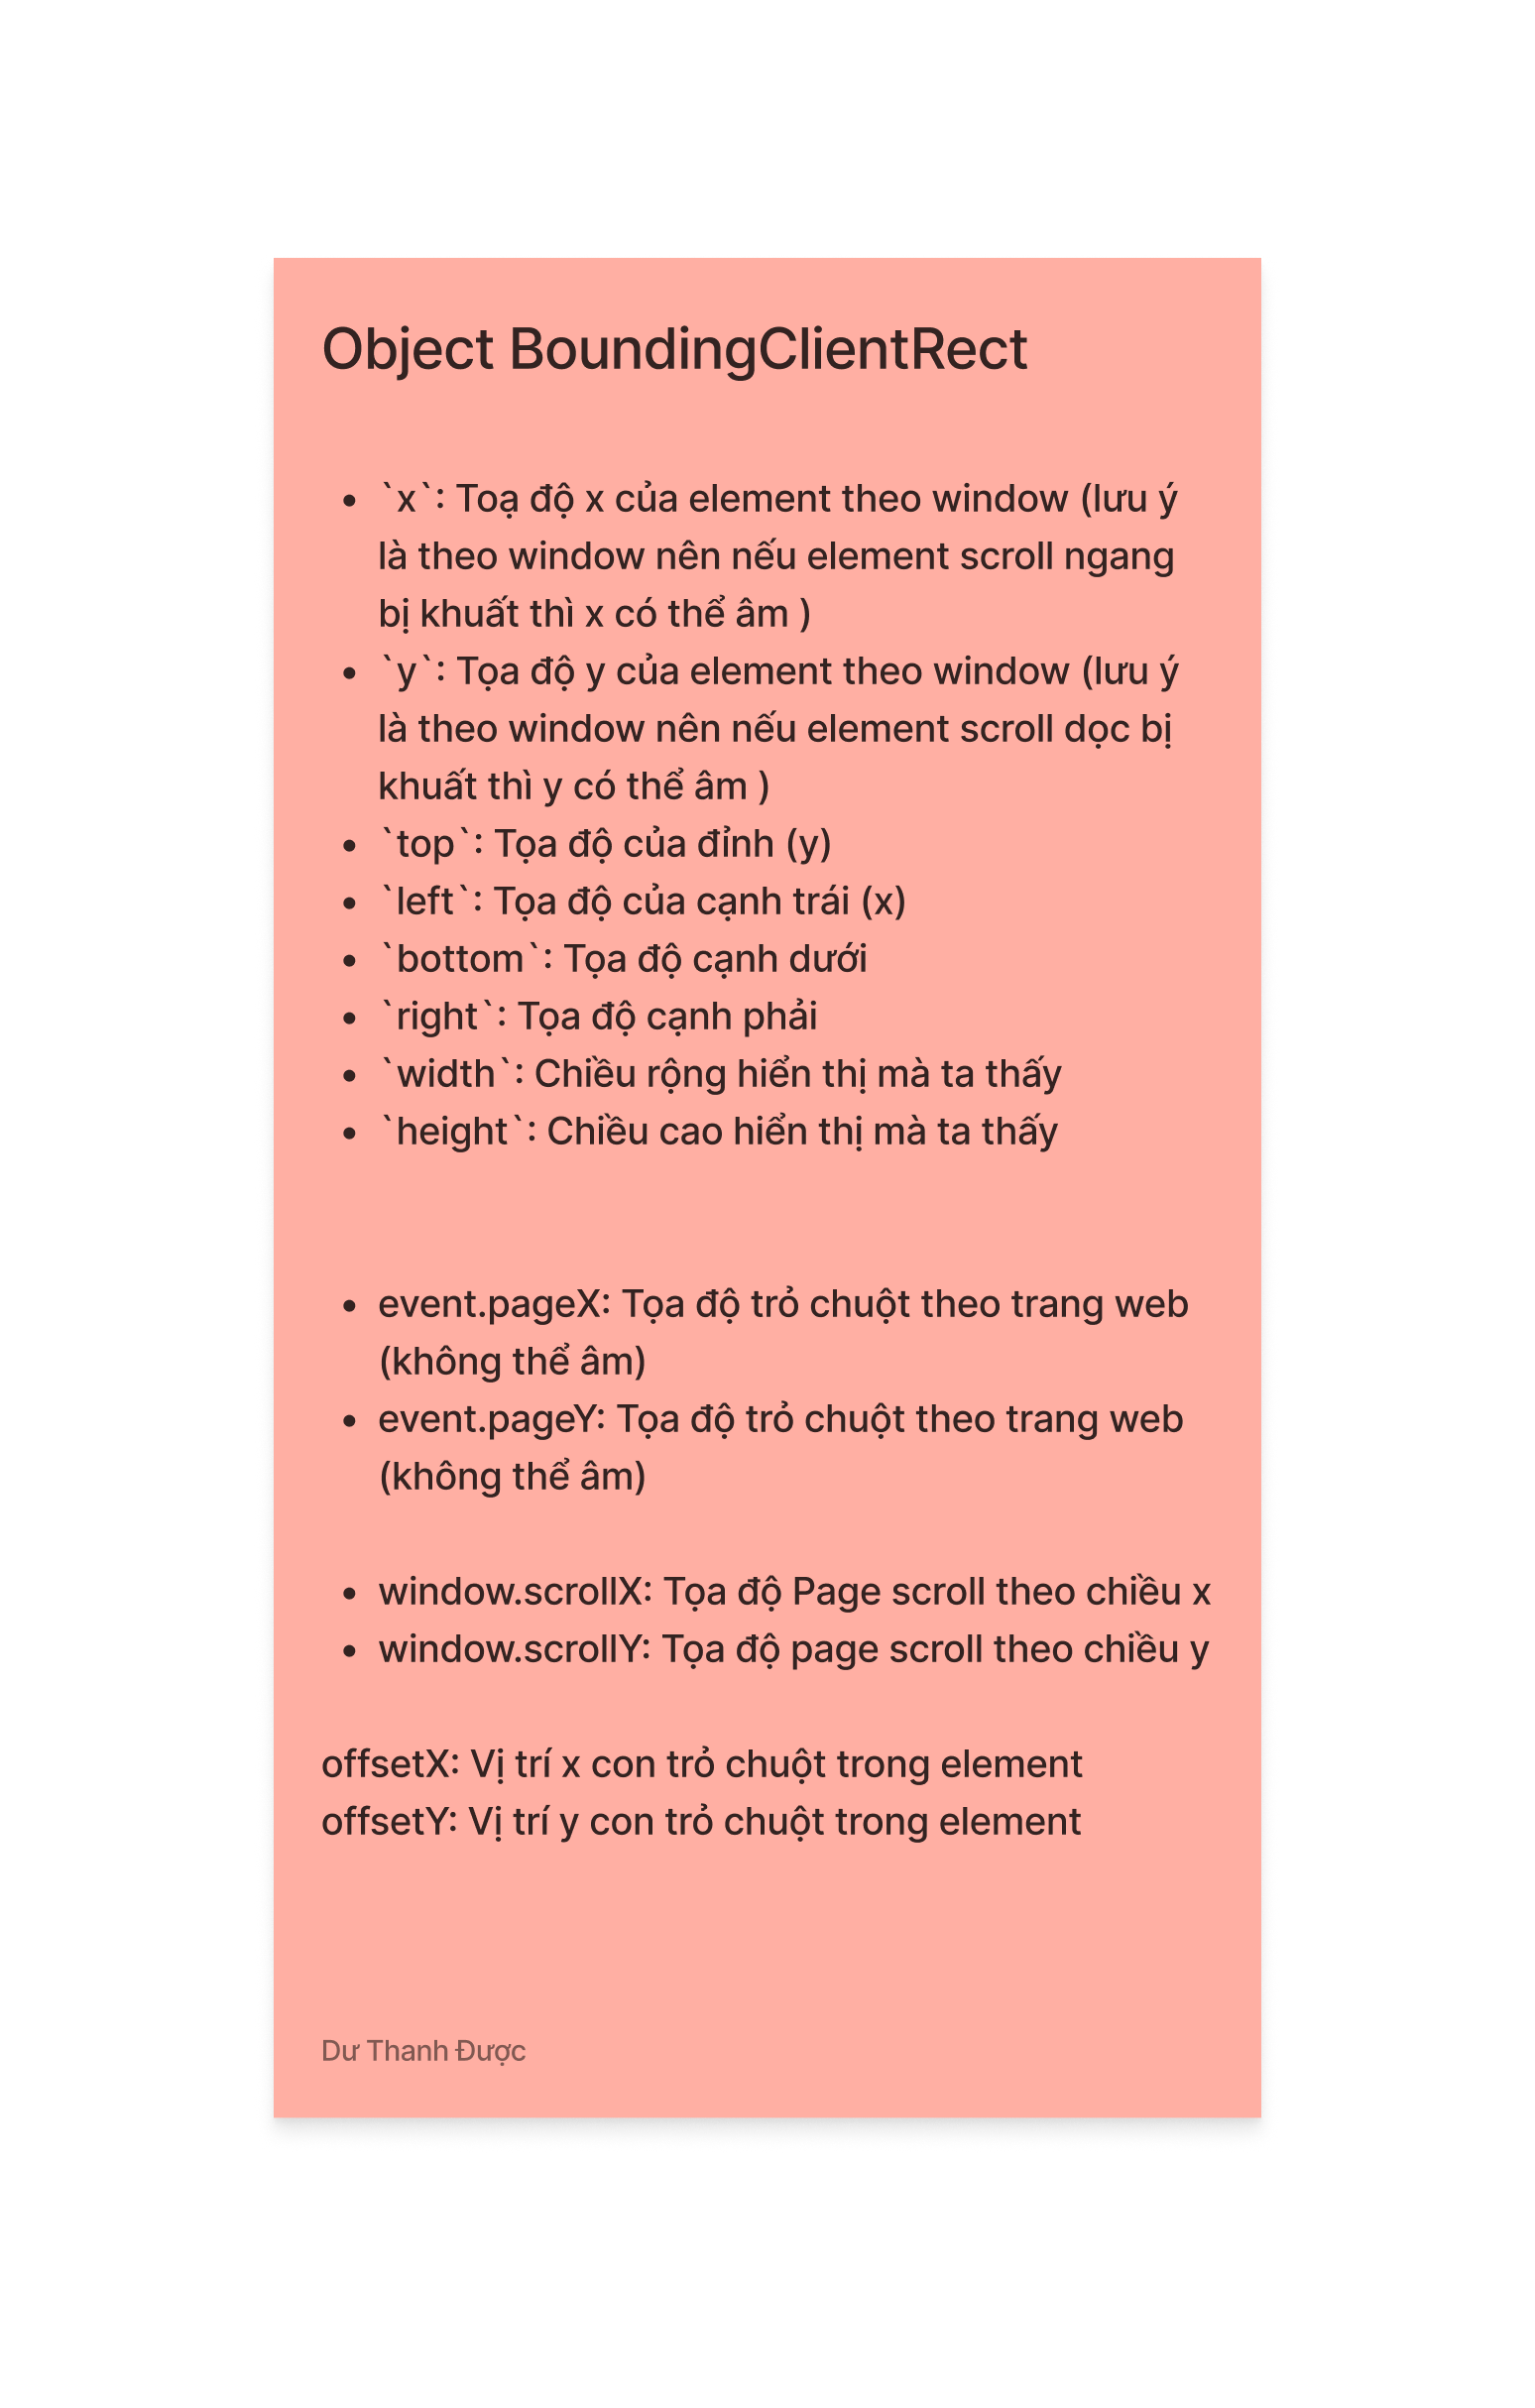 Object BoundingClientRect
• `x`: Toạ độ x của element theo window (lưu ý
là theo window nên nếu element scroll ngang
bị khuất thì x có thể âm )
• `y`: Tọa độ y của element theo window (lưu ý
là theo window nên nếu element scroll dọc bị
khuất thì y có thể âm )
• `top`: Tọa độ của đỉnh (y)
• `left`: Tọa độ của cạnh trái (x)
• `bottom`: Tọa độ cạnh dưới
• `right`: Tọa độ cạnh phải
• `width`: Chiều rộng hiển thị mà ta thấy
• `height`: Chiều cao hiển thị mà ta thấy
• event.pageX: Tọa độ trỏ chuột theo trang web
(không thể âm)
• event.pageY: Tọa độ trỏ chuột theo trang web
(không thể âm)
• window.scrollX: Tọa độ Page scroll theo chiều x
• window.scrollY: Tọa độ page scroll theo chiều y
offsetX: Vị trí x con trỏ chuột trong element
offsetY: Vị trí y con trỏ chuột trong element
Dư Thanh Được